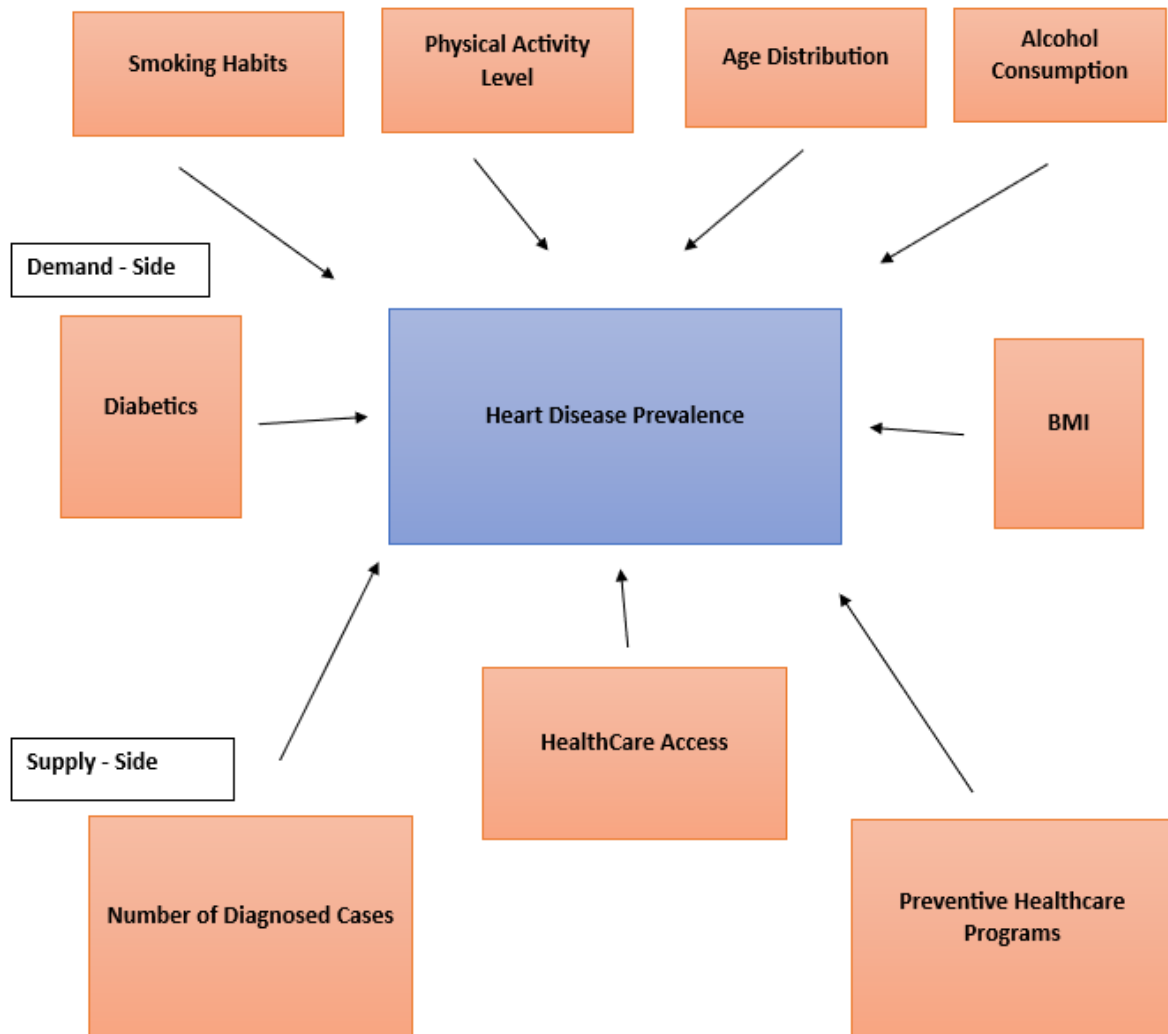 Smoking Habits
Physical Activity
Level
Age Distribution
Alcohol
Consumption
Demand - Side
Diabetics
Heart Disease Prevalence
BMI
HealthCare Access
Supply - Side
Number of Diagnosed Cases
Preventive Healthcare
Programs